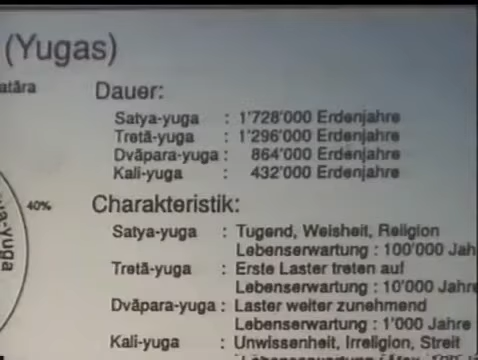 (Yugas)
atāra
Dauer:
Satya-yuga : 1'728'000 Erdenjahre
Tretā-yuga : 1'296'000 Erdenjahre
Dvāpara-yuga : 864'000 Erdenjahre
Kali-yuga : 432'000 Erdenjahre
40%
a-yuga
Charakteristik:
Satya-yuga : Tugend, Weisheit, Religion
Lebenserwartung : 100'000 Jah
Tretā-yuga : Erste Laster treten auf
Lebenserwartung : 10'000 Jahre
Dvāpara-yuga : Laster weiter zunehmend
Lebenserwartung : 1'000 Jahre
Kali-yuga : Unwissenheit, Irreligion, Streit